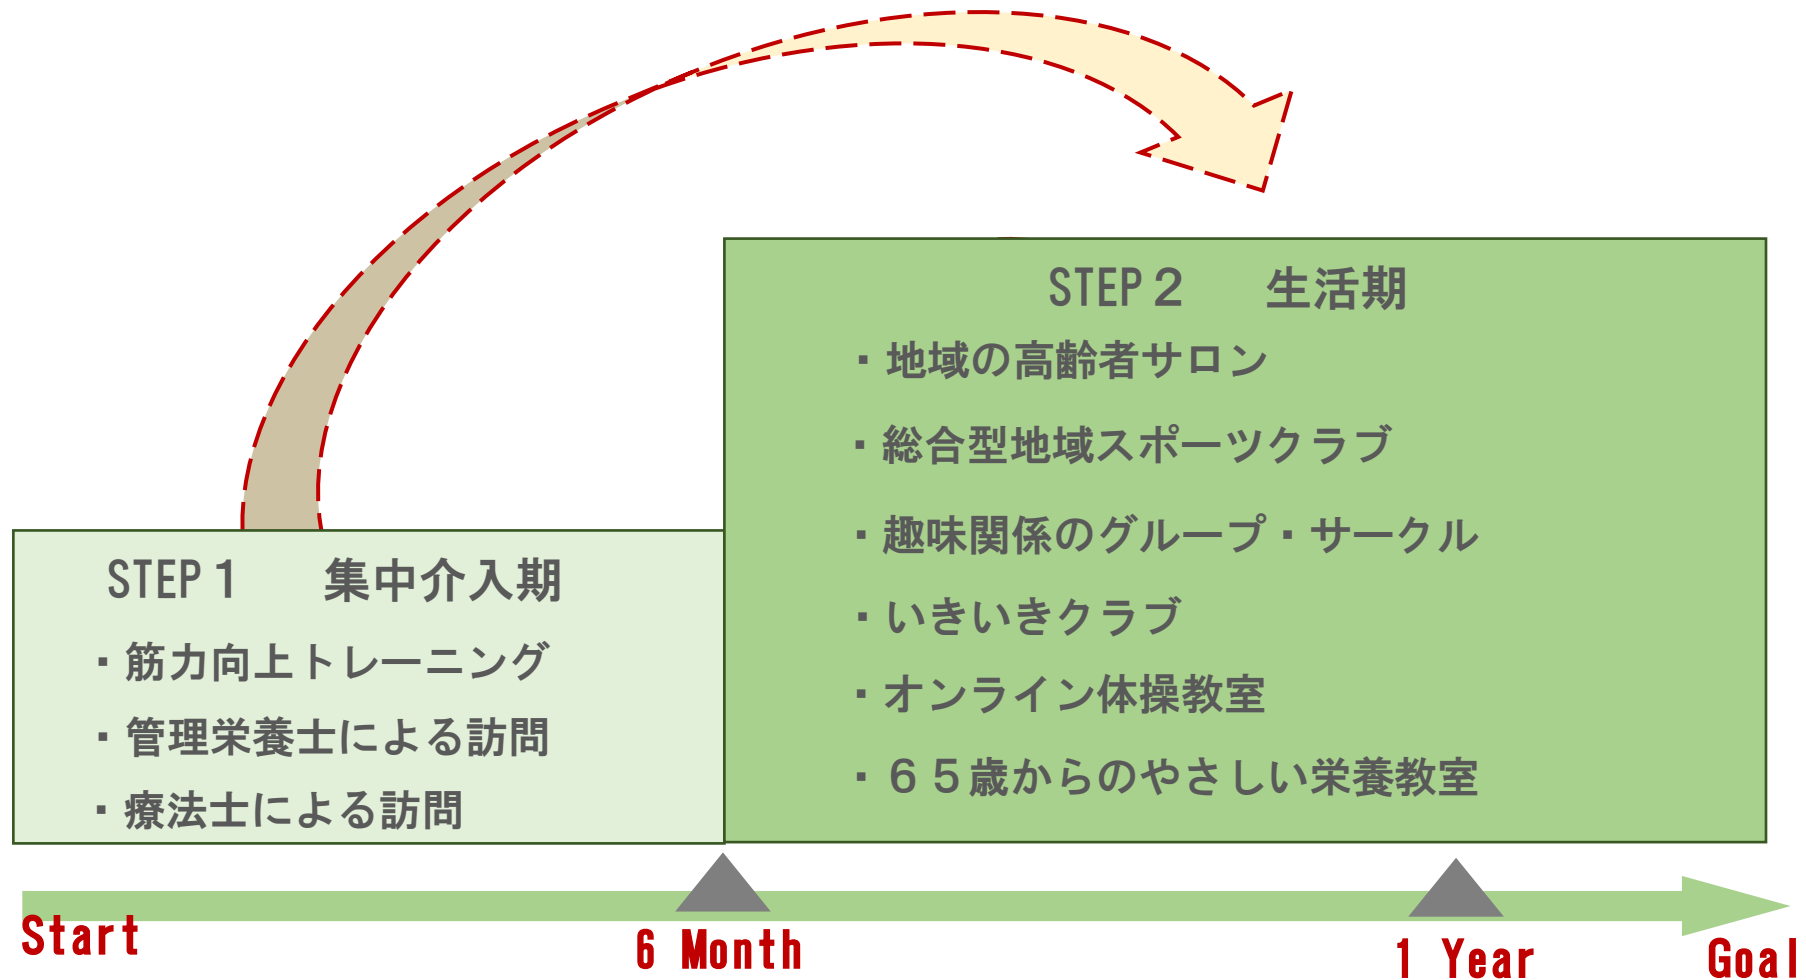 STEP１　集中介入期
・筋力向上トレーニング
・管理栄養士による訪問
・療法士による訪問
STEP２　生活期
・地域の高齢者サロン
・総合型地域スポーツクラブ
・趣味関係のグループ・サークル
・いきいきクラブ
・オンライン体操教室
・６５歳からのやさしい栄養教室
Start
6 Month
1 Year
Goal